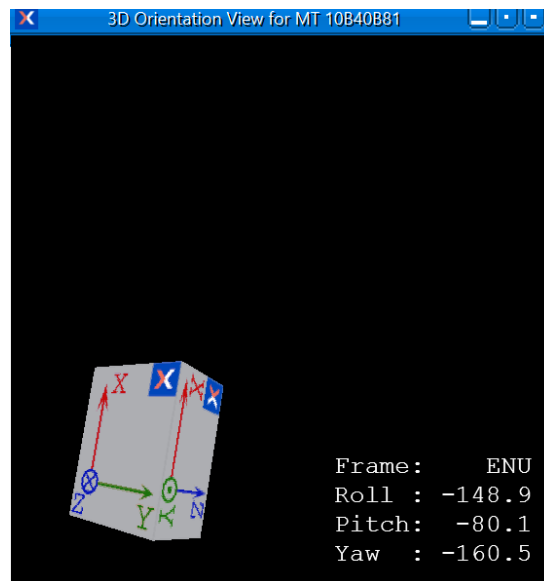 3D Orientation View for MT 10B40B81
X
X
Z
Y
Y
Z
Frame: ENU
Roll : -148.9
Pitch: -80.1
Yaw : -160.5